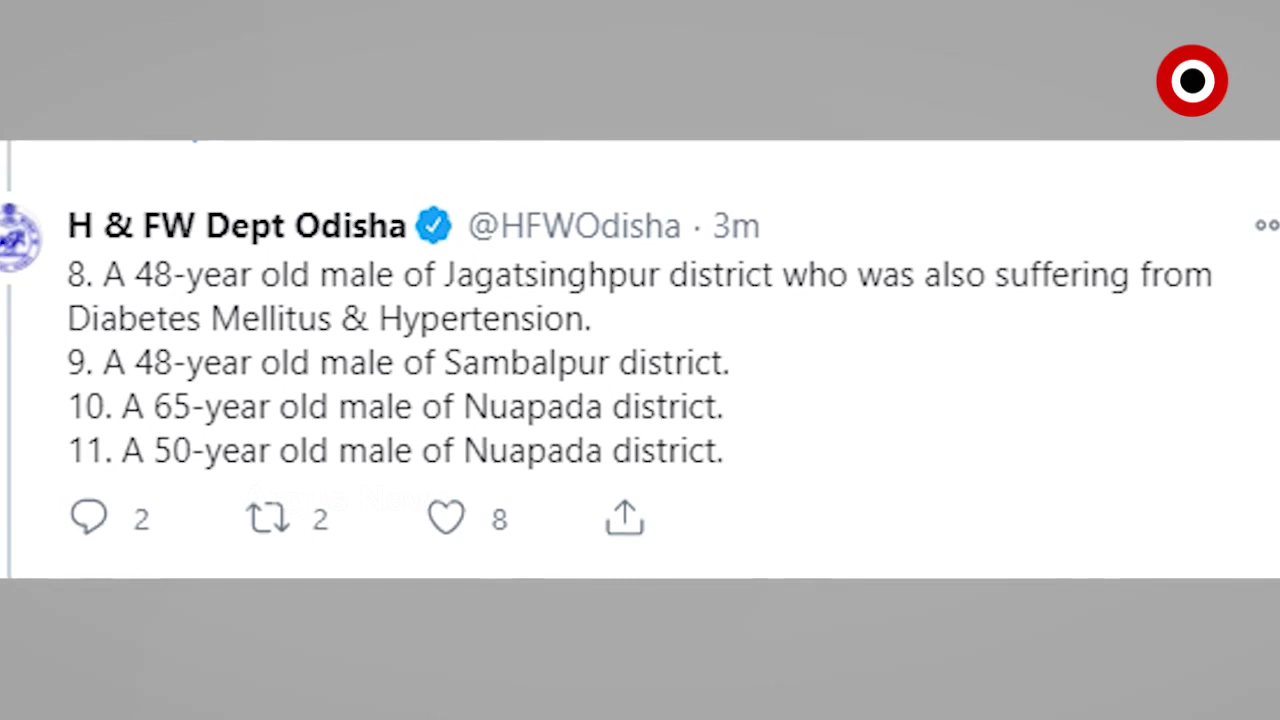 H & FW Dept Odisha @HFWOdisha · 3m
8. A 48-year old male of Jagatsinghpur district who was also suffering from
Diabetes Mellitus & Hypertension.
9. A 48-year old male of Sambalpur district.
10. A 65-year old male of Nuapada district.
11. A 50-year old male of Nuapada district.
2 2 8